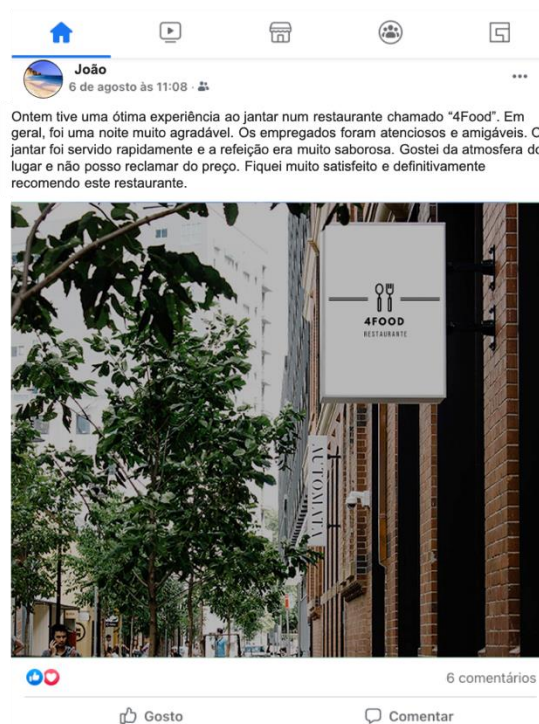 João
6 de agosto às 11:08 ·
Ontem tive uma ótima experiência ao jantar num restaurante chamado “4Food”. Em
geral, foi uma noite muito agradável. Os empregados foram atenciosos e amigáveis. O
jantar foi servido rapidamente e a refeição era muito saborosa. Gostei da atmosfera do
lugar e não posso reclamar do preço. Fiquei muito satisfeito e definitivamente
recomendo este restaurante.
4FOOD
RESTAURANTE
AUTOMATA
6 comentários
Gosto
Comentar